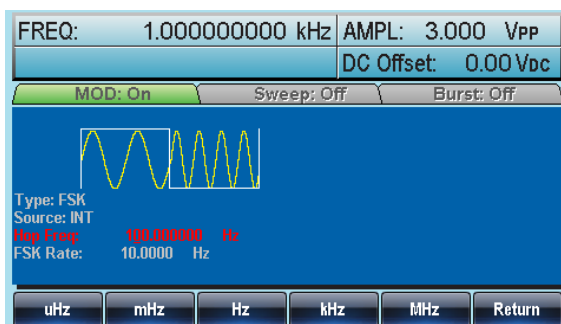 FREQ: 1.000000000 kHz AMPL: 3.000 VPP
DC Offset: 0.00 VDC
MOD: On Sweep: Off Burst: Off
Type: FSK
Source: INT
Hop Freq: 100.000000 Hz
FSK Rate: 10.0000 Hz
uHz mHz Hz kHz MHz Return